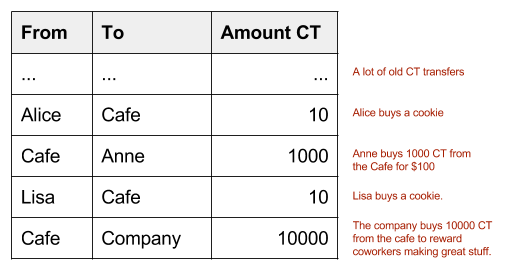 From To Amount CT
... ... ... A lot of old CT transfers
Alice Cafe 10 Alice buys a cookie
Cafe Anne 1000 Anne buys 1000 CT from
the Cafe for $100
Lisa Cafe 10 Lisa buys a cookie.
Cafe Company 10000 The company buys 10000 CT
from the cafe to reward
coworkers making great stuff.